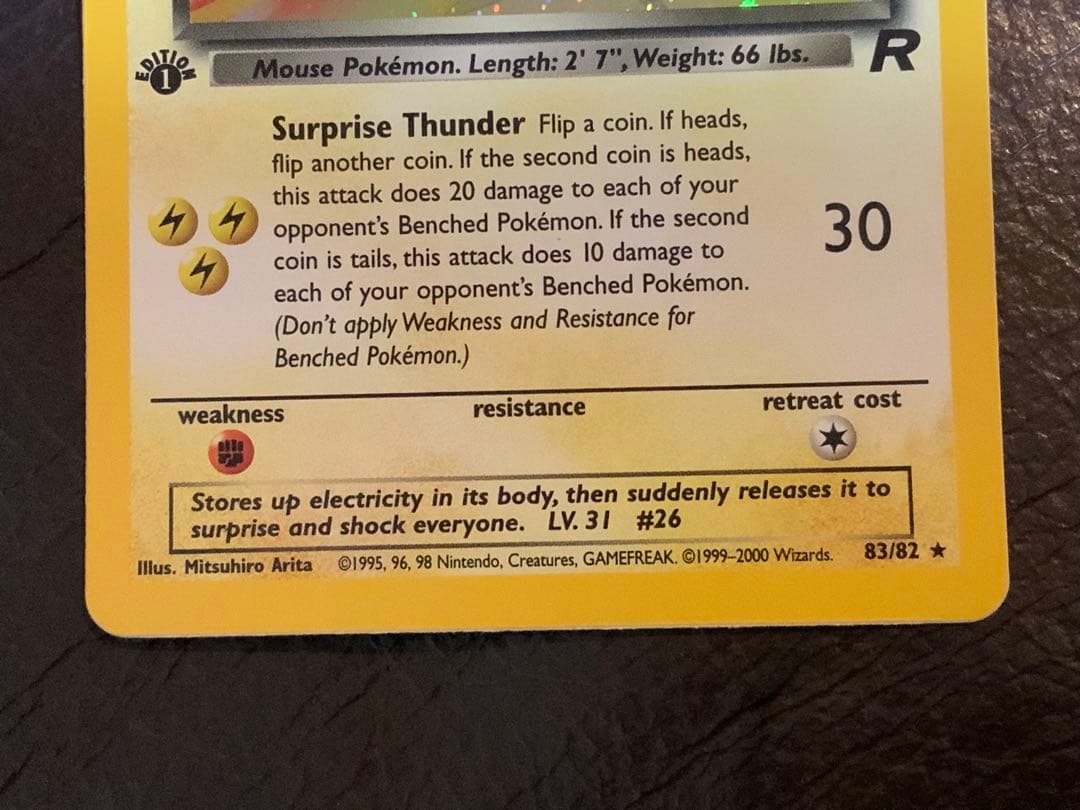 EDITION
1
Mouse Pokémon. Length: 2' 7", Weight: 66 lbs.
R
Surprise Thunder Flip a coin. If heads,
flip another coin. If the second coin is heads,
this attack does 20 damage to each of your
opponent's Benched Pokémon. If the second
coin is tails, this attack does 10 damage to
each of your opponent's Benched Pokémon.
(Don't apply Weakness and Resistance for
Benched Pokémon.)
30
weakness
resistance
retreat cost
Stores up electricity in its body, then suddenly releases it to
surprise and shock everyone. LV. 31 #26
Illus. Mitsuhiro Arita ©1995, 96, 98 Nintendo, Creatures, GAMEFREAK. ©1999–2000 Wizards. 83/82 ★